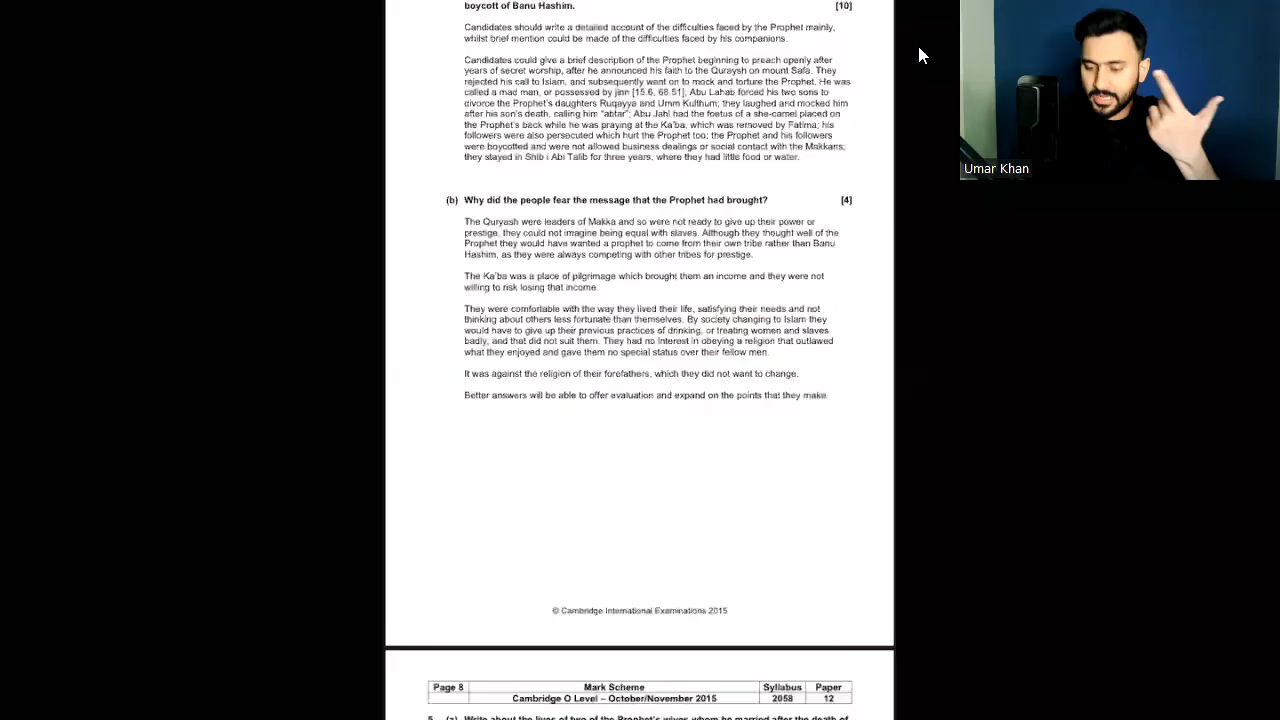 boycott of Banu Hashim. [10]
Candidates should write a detailed account of the difficulties faced by the Prophet mainly,
whilst brief mention could be made of the difficulties faced by his companions.
Candidates could give a brief description of the Prophet beginning to preach openly after
years of secret worship, after he announced his faith to the Quraysh on mount Safa. They
rejected his call to Islam, and subsequently went on to mock and torture the Prophet. He was
called a mad man, or possessed by jinn [15.6, 68.51]. Abu Lahab forced his two sons to
divorce the Prophet's daughters Ruqayya and Umm Kulthum; they laughed and mocked him
after his son's death, calling him "abtar"; Abu Jahl had the foetus of a she-camel placed on
the Prophet's back while he was praying at the Ka'ba, which was removed by Fatima; his
followers were also persecuted which hurt the Prophet too; the Prophet and his followers
were boycotted and were not allowed business dealings or social contact with the Makkans;
they stayed in Shib i Abi Talib for three years, where they had little food or water.
(b) Why did the people fear the message that the Prophet had brought? [4]
The Quryash were leaders of Makka and so were not ready to give up their power or
prestige, they could not imagine being equal with slaves. Although they thought well of the
Prophet they would have wanted a prophet to come from their own tribe rather than Banu
Hashim, as they were always competing with other tribes for prestige.
The Ka'ba was a place of pilgrimage which brought them an income and they were not
willing to risk losing that income.
They were comfortable with the way they lived their life, satisfying their needs and not
thinking about others less fortunate than themselves. By society changing to Islam they
would have to give up their previous practices of drinking, or treating women and slaves
badly, and that did not suit them. They had no interest in obeying a religion that outlawed
what they enjoyed and gave them no special status over their fellow men.
It was against the religion of their forefathers, which they did not want to change.
Better answers will be able to offer evaluation and expand on the points that they make.
© Cambridge International Examinations 2015
Page 8 Mark Scheme Syllabus Paper
Cambridge O Level – October/November 2015 2058 12
5 (a) Write about the lives of two of the Prophet's wives whom he married after the death of
Umar Khan